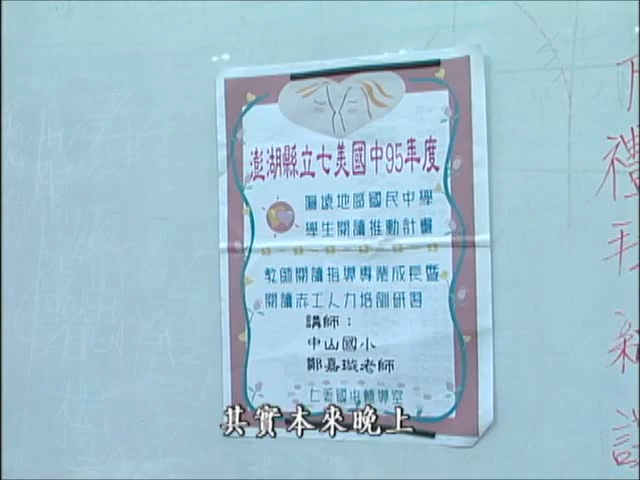 澎湖縣立七美國中95年度
偏遠地區國民中學
學生閱讀推動計畫
教師閱讀指導專業成長暨
閱讀志工人力培訓研習
講師：
中山國小
鄭嘉璥老師
七美國中輔導室
其實本來晚上